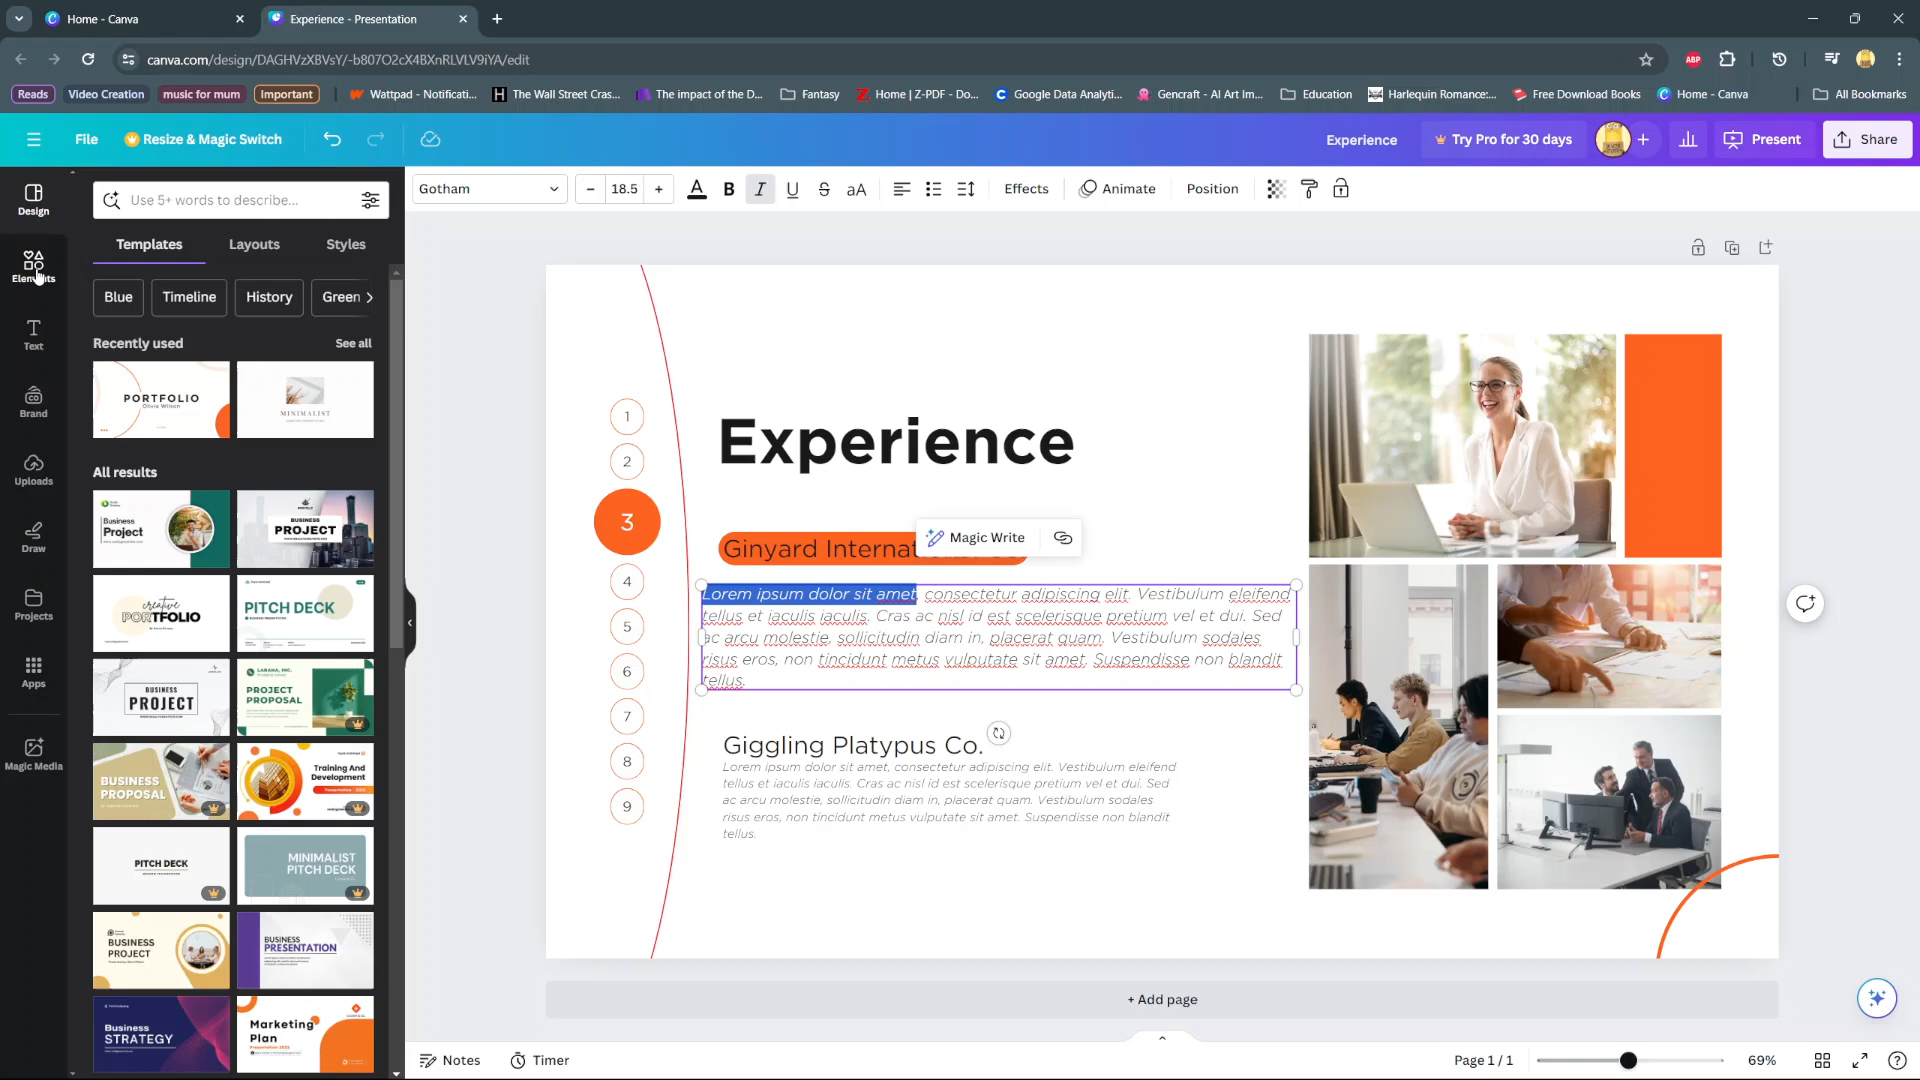 Home - Canva
Experience - Presentation
canva.com/design/DAGHVzXBVsY/-b807O2cX4BXnRLVLV9iYA/edit
ABP
Reads
Video Creation
music for mum
Important
Wattpad - Notificati...
The Wall Street Cras...
The impact of the D...
Fantasy
Home | Z-PDF - Do...
Google Data Analyti...
Gencraft - AI Art Im...
Education
Harlequin Romance:...
Free Download Books
Home - Canva
All Bookmarks
File
Resize & Magic Switch
Experience
Try Pro for 30 days
Present
Share
Design
Elements
Text
Brand
Uploads
Draw
Projects
Apps
Magic Media
Use 5+ words to describe...
Templates
Layouts
Styles
Blue
Timeline
History
Green
Recently used
See all
PORTFOLIO
Olivia Wilson
MINIMALIST
All results
Business
Project
BUSINESS
PROJECT
creative
PORTFOLIO
PITCH DECK
BUSINESS
PROJECT
LARANA, INC.
PROJECT
PROPOSAL
BUSINESS
PROPOSAL
Training And
Development
PITCH DECK
MINIMALIST
PITCH DECK
BUSINESS
PROJECT
BUSINESS
PRESENTATION
Business
STRATEGY
Marketing
Plan
Gotham
– 18.5 +
A B I U S aA
Effects
Animate
Position
1
2
3
4
5
6
7
8
9
Experience
Ginyard Internat
Magic Write
Lorem ipsum dolor sit amet, consectetur adipiscing elit. Vestibulum eleifend
tellus et iaculis iaculis. Cras ac nisl id est scelerisque pretium vel et dui. Sed
ac arcu molestie, sollicitudin diam in, placerat quam. Vestibulum sodales
risus eros, non tincidunt metus vulputate sit amet. Suspendisse non blandit
tellus.
Giggling Platypus Co.
Lorem ipsum dolor sit amet, consectetur adipiscing elit. Vestibulum eleifend
tellus et iaculis iaculis. Cras ac nisl id est scelerisque pretium vel et dui. Sed
ac arcu molestie, sollicitudin diam in, placerat quam. Vestibulum sodales
risus eros, non tincidunt metus vulputate sit amet. Suspendisse non blandit
tellus.
+ Add page
Notes
Timer
Page 1 / 1
69%